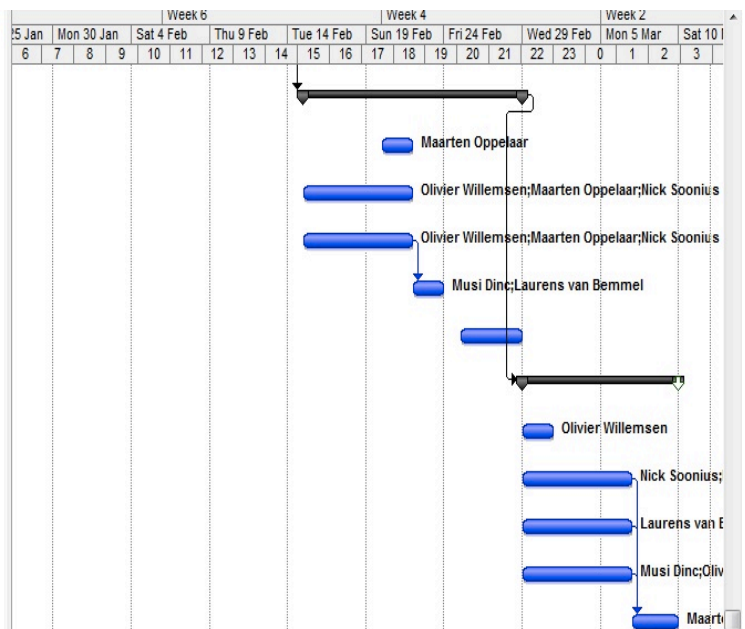 Week 6 Week 4 Week 2
25 Jan Mon 30 Jan Sat 4 Feb Thu 9 Feb Tue 14 Feb Sun 19 Feb Fri 24 Feb Wed 29 Feb Mon 5 Mar Sat 10
6 7 8 9 10 11 12 13 14 15 16 17 18 19 20 21 22 23 0 1 2 3
Maarten Oppelaar
Olivier Willemsen;Maarten Oppelaar;Nick Soonius
Olivier Willemsen;Maarten Oppelaar;Nick Soonius
Musi Dinc;Laurens van Bemmel
Olivier Willemsen
Nick Soonius;
Laurens van
Musi Dinc;Oliv
Maart